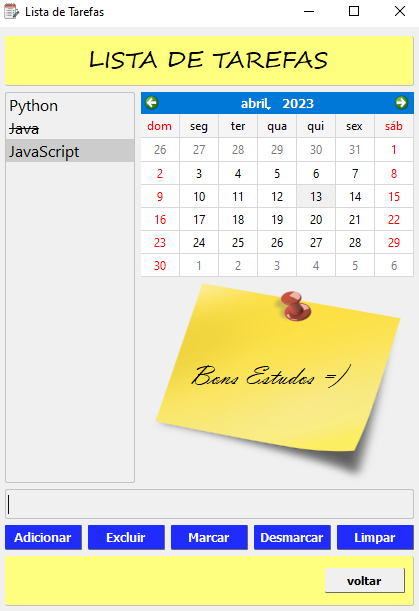 Lista de Tarefas
LISTA DE TAREFAS
Python
Java
JavaScript
abril, 2023
dom seg ter qua qui sex sáb
26 27 28 29 30 31 1
2 3 4 5 6 7 8
9 10 11 12 13 14 15
16 17 18 19 20 21 22
23 24 25 26 27 28 29
30 1 2 3 4 5 6
Bons Estudos =)
Adicionar Excluir Marcar Desmarcar Limpar
voltar